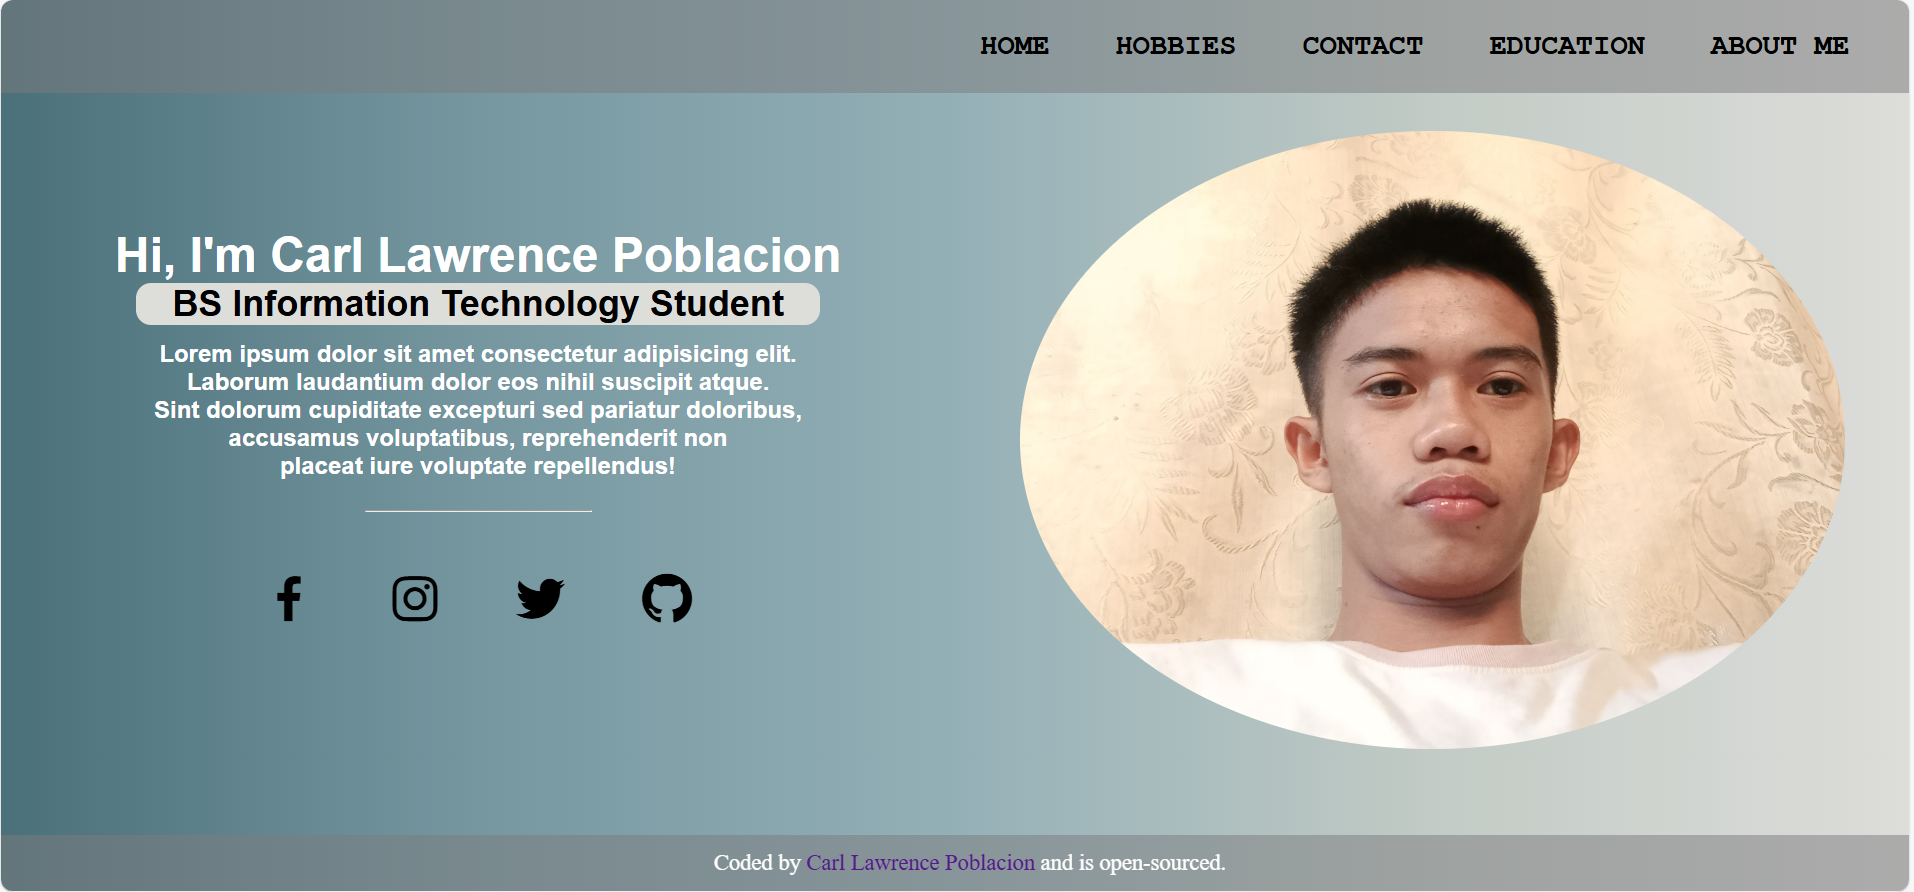 HOME HOBBIES CONTACT EDUCATION ABOUT ME
Hi, I'm Carl Lawrence Poblacion
BS Information Technology Student
Lorem ipsum dolor sit amet consectetur adipisicing elit.
Laborum laudantium dolor eos nihil suscipit atque.
Sint dolorum cupiditate excepturi sed pariatur doloribus,
accusamus voluptatibus, reprehenderit non
placeat iure voluptate repellendus!
Coded by Carl Lawrence Poblacion and is open-sourced.